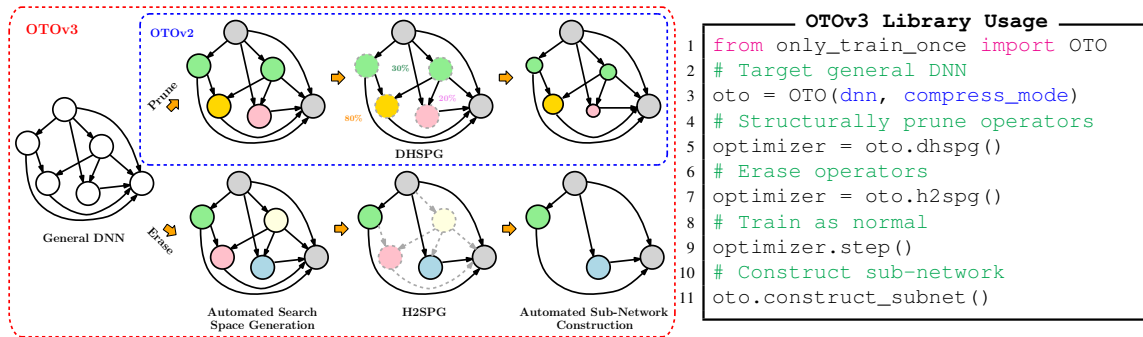 OTOv3
OTOv2
Prune
30%
20%
80%
DHSPG
General DNN
Erase
Automated Search
Space Generation
H2SPG
Automated Sub-Network
Construction
OTOv3 Library Usage
1 from only_train_once import OTO
2 # Target general DNN
3 oto = OTO(dnn, compress_mode)
4 # Structurally prune operators
5 optimizer = oto.dhspg()
6 # Erase operators
7 optimizer = oto.h2spg()
8 # Train as normal
9 optimizer.step()
10 # Construct sub-network
11 oto.construct_subnet()